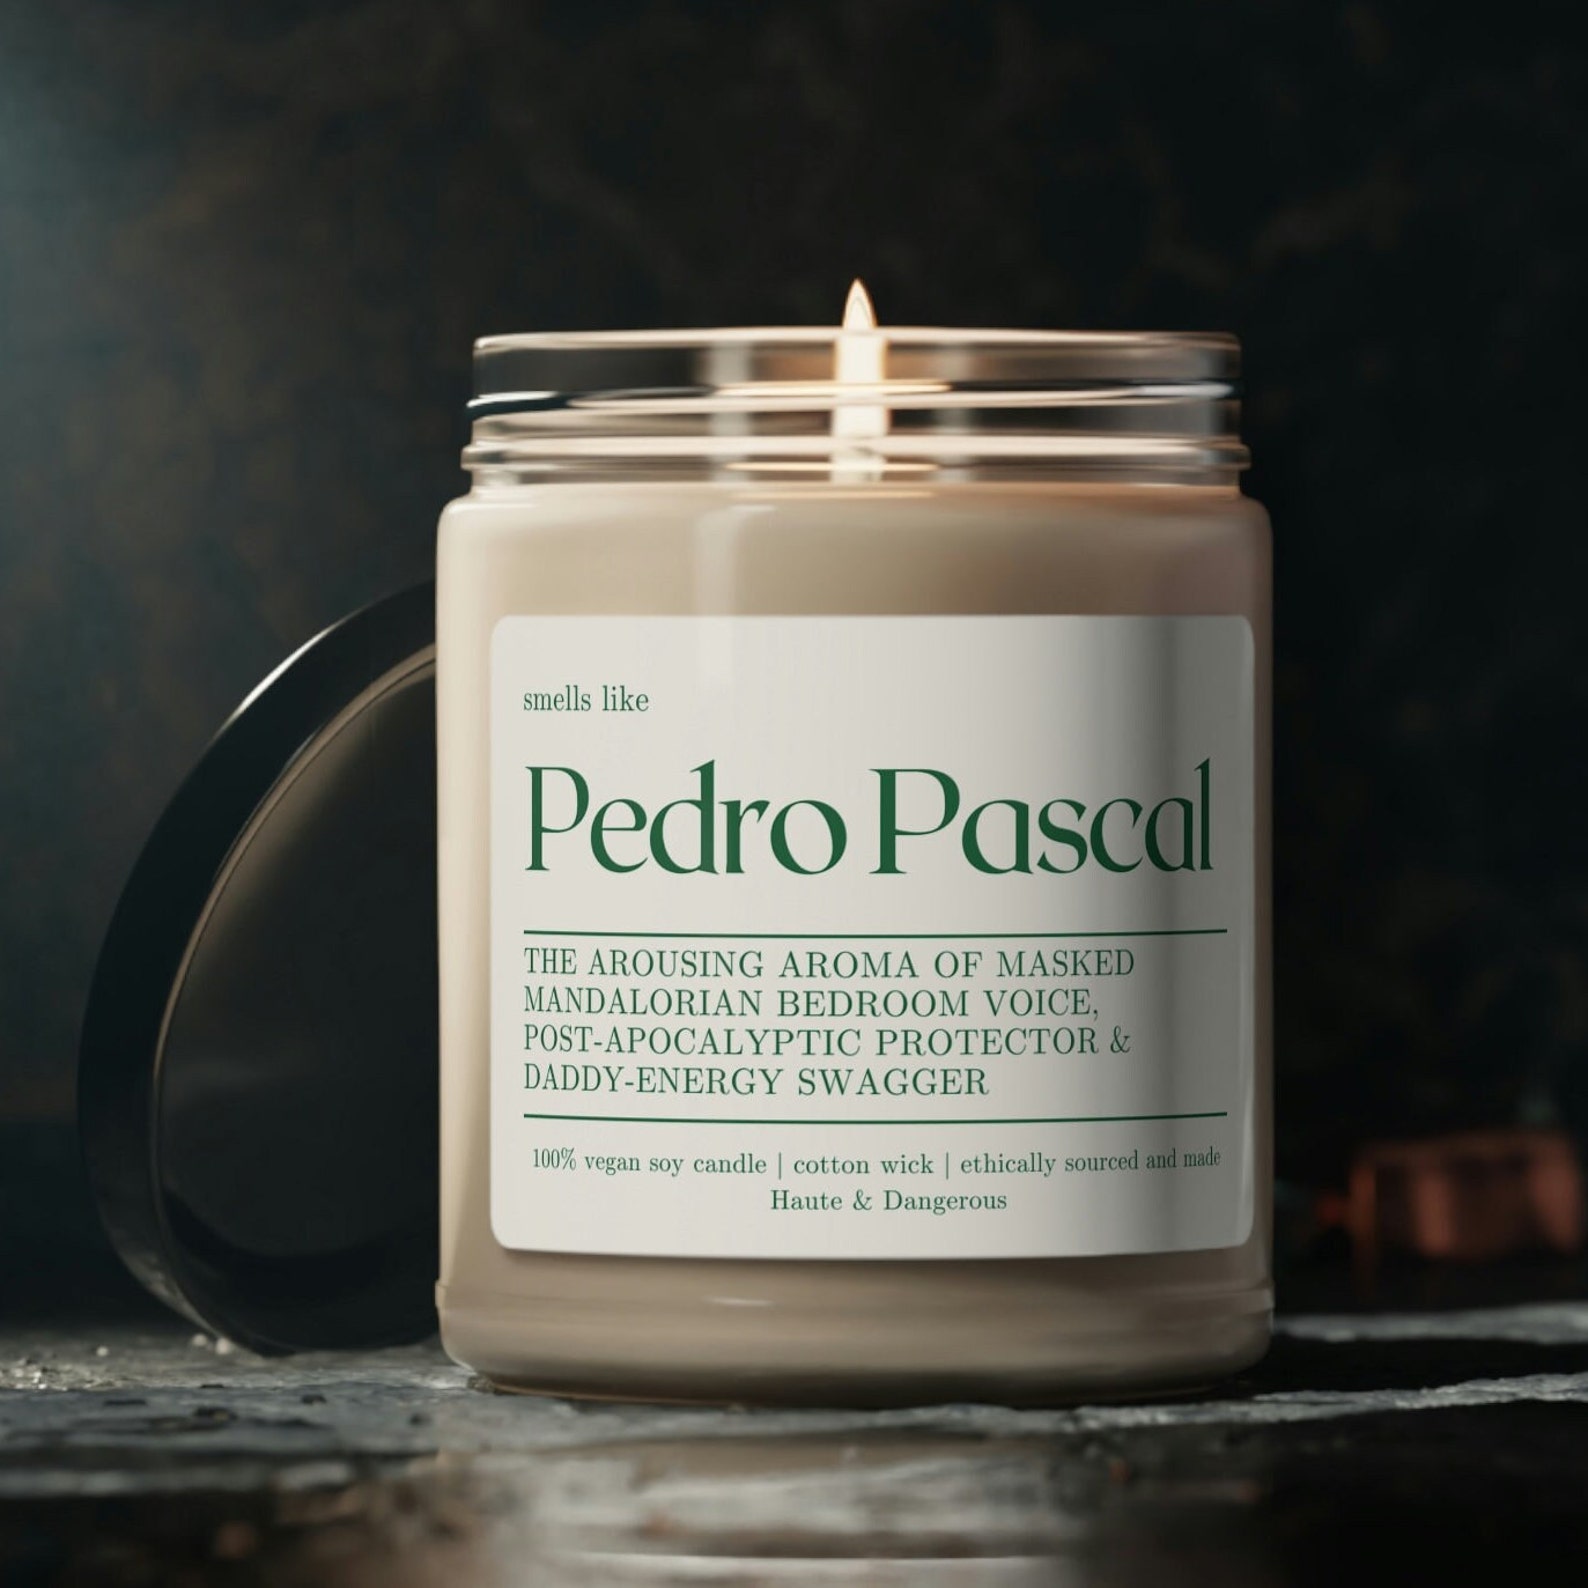 smells like
Pedro Pascal
THE AROUSING AROMA OF MASKED
MANDALORIAN BEDROOM VOICE,
POST-APOCALYPTIC PROTECTOR &
DADDY-ENERGY SWAGGER
100% vegan soy candle | cotton wick | ethically sourced and made
Haute & Dangerous